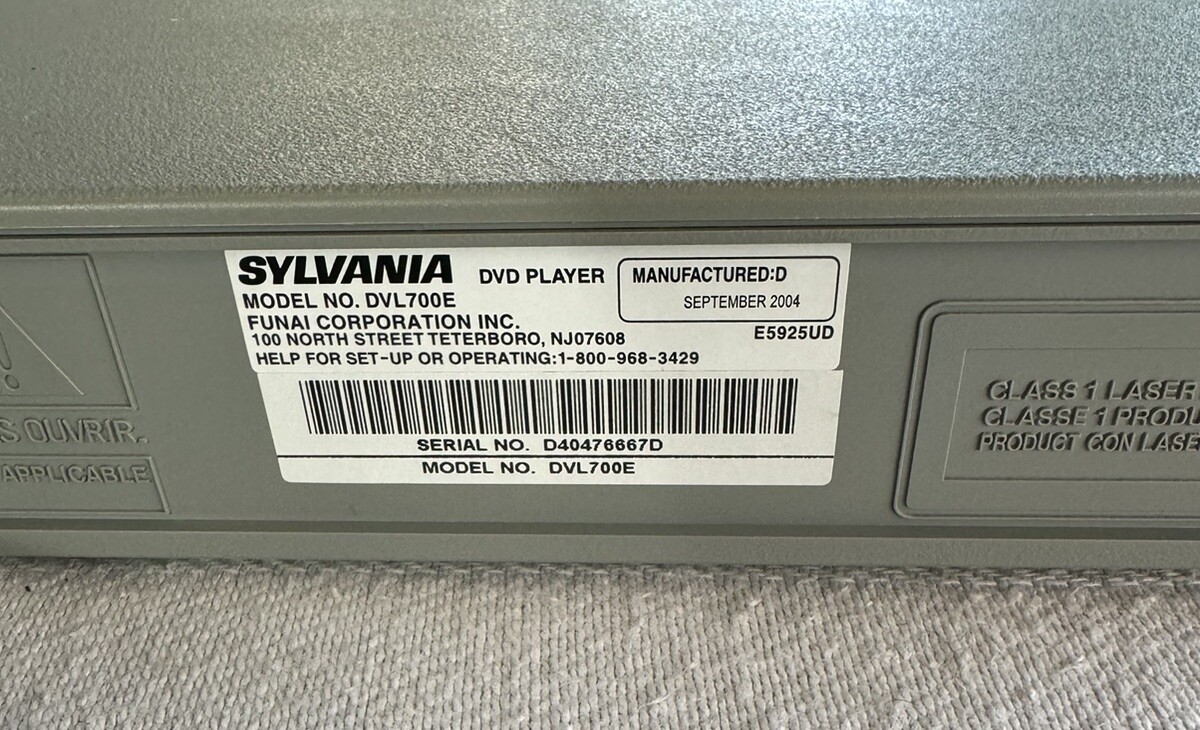 SYLVANIA DVD PLAYER
MANUFACTURED:D
SEPTEMBER 2004
MODEL NO. DVL700E
FUNAI CORPORATION INC.
E5925UD
100 NORTH STREET TETERBORO, NJ07608
HELP FOR SET-UP OR OPERATING:1-800-968-3429
SERIAL NO. D40476667D
MODEL NO. DVL700E
S OUVRIR.
APPLICABLE
CLASS 1 LASER
CLASSE 1 PRODU
PRODUCT CON LASE